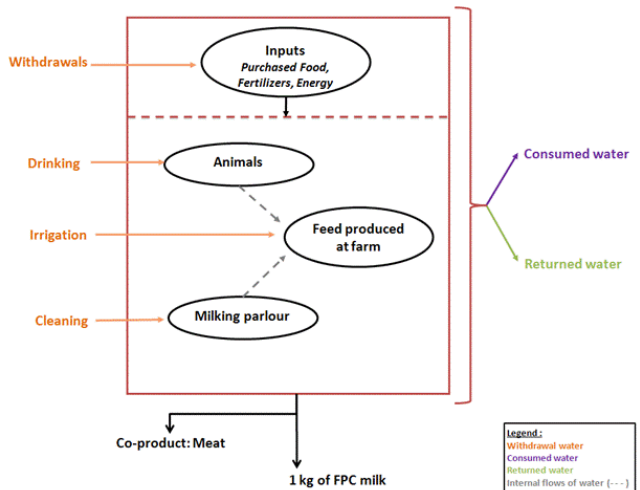 Inputs
Purchased Food,
Fertilizers, Energy
Withdrawals
Drinking
Animals
Consumed water
Irrigation
Feed produced
at farm
Returned water
Cleaning
Milking parlour
Co-product: Meat
1 kg of FPC milk
Legend :
Withdrawal water
Consumed water
Returned water
Internal flows of water (- - - )